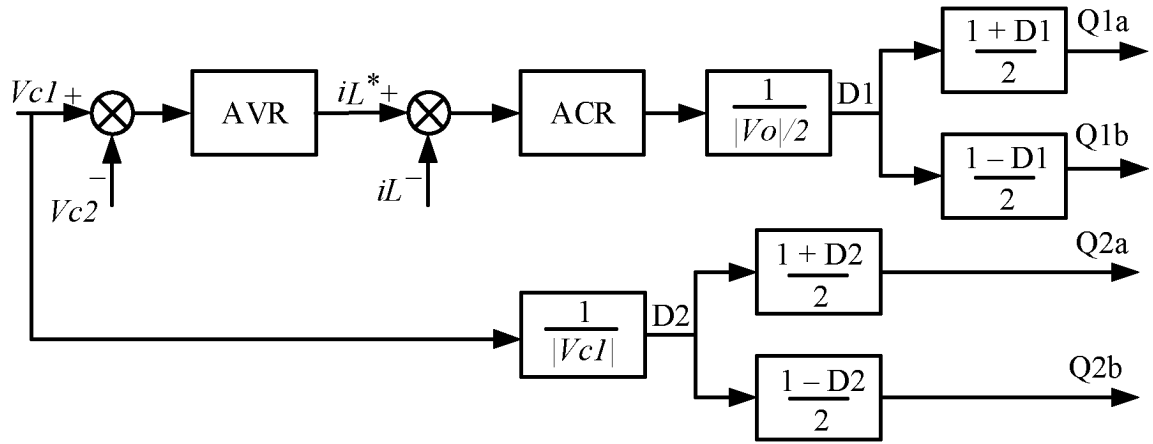 Vc1 +
−
Vc2
AVR
iL* +
iL −
ACR
1
|Vo|/2
D1
1 + D1
2
Q1a
1 − D1
2
Q1b
1
|Vc1|
D2
1 + D2
2
Q2a
1 − D2
2
Q2b